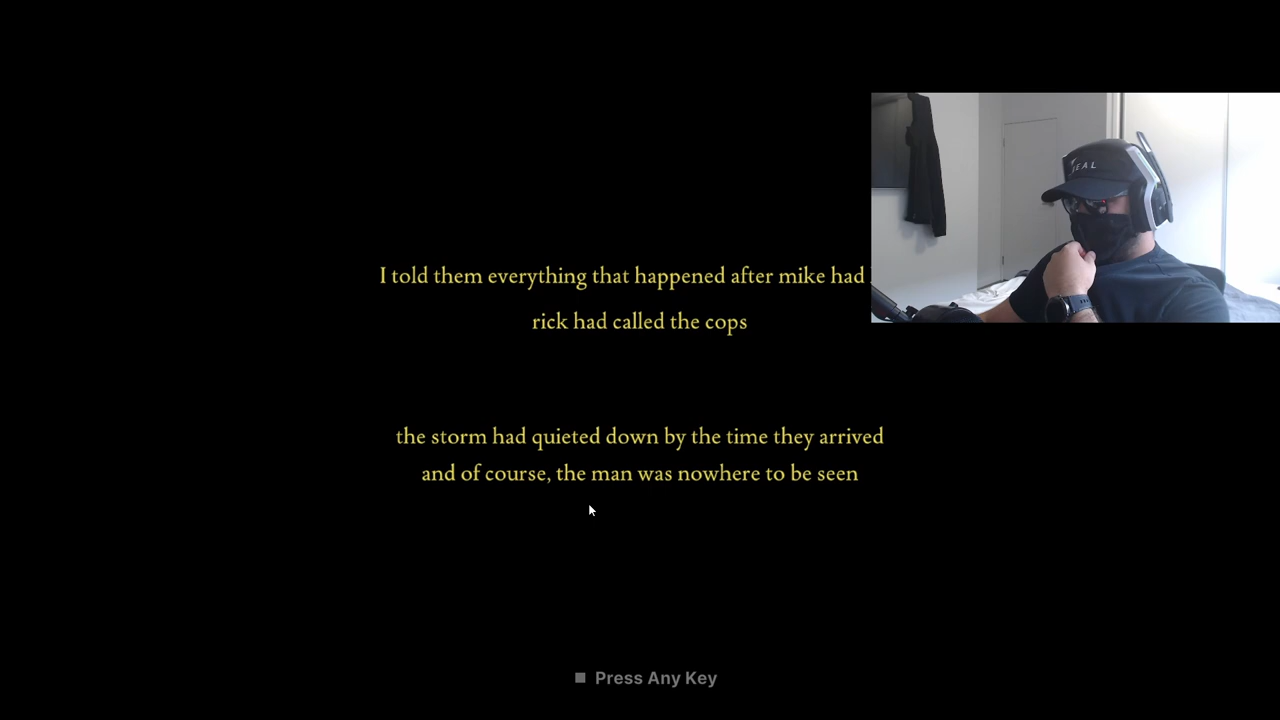 I told them everything that happened after mike had
rick had called the cops
the storm had quieted down by the time they arrived
and of course, the man was nowhere to be seen
Press Any Key